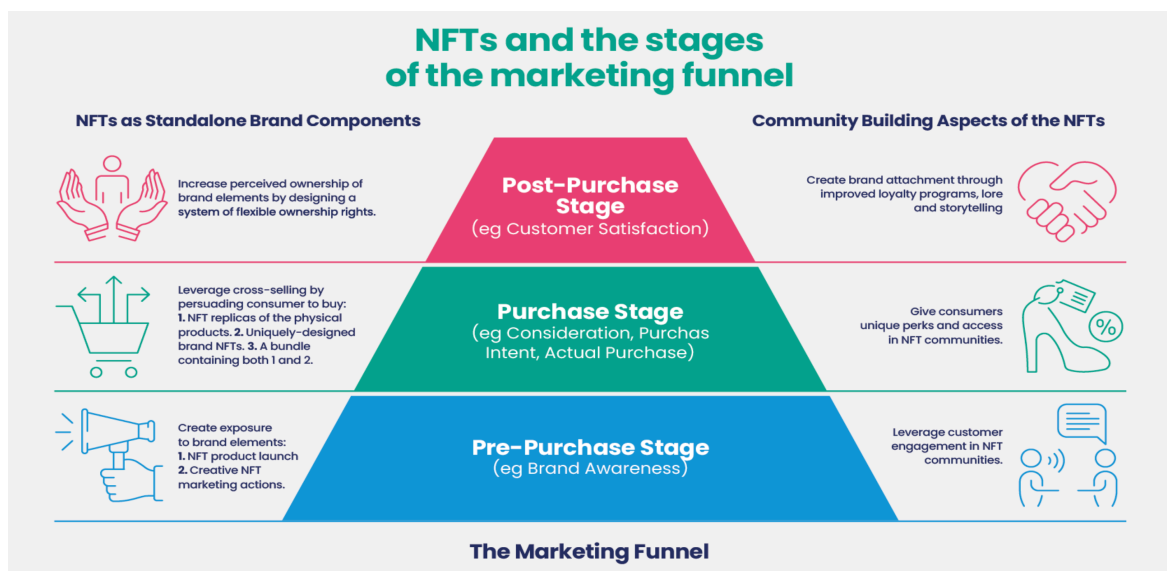 NFTs and the stages
of the marketing funnel
NFTs as Standalone Brand Components
Community Building Aspects of the NFTs
Increase perceived ownership of
brand elements by designing a
system of flexible ownership rights.
Post-Purchase
Stage
(eg Customer Satisfaction)
Create brand attachment through
improved loyalty programs, lore
and storytelling
Leverage cross-selling by
persuading consumer to buy:
1. NFT replicas of the physical
products. 2. Uniquely-designed
brand NFTs. 3. A bundle
containing both 1 and 2.
Purchase Stage
(eg Consideration, Purchas
Intent, Actual Purchase)
Give consumers
unique perks and access
in NFT communities.
%
Create exposure
to brand elements:
1. NFT product launch
2. Creative NFT
marketing actions.
Pre-Purchase Stage
(eg Brand Awareness)
Leverage customer
engagement in NFT
communities.
The Marketing Funnel